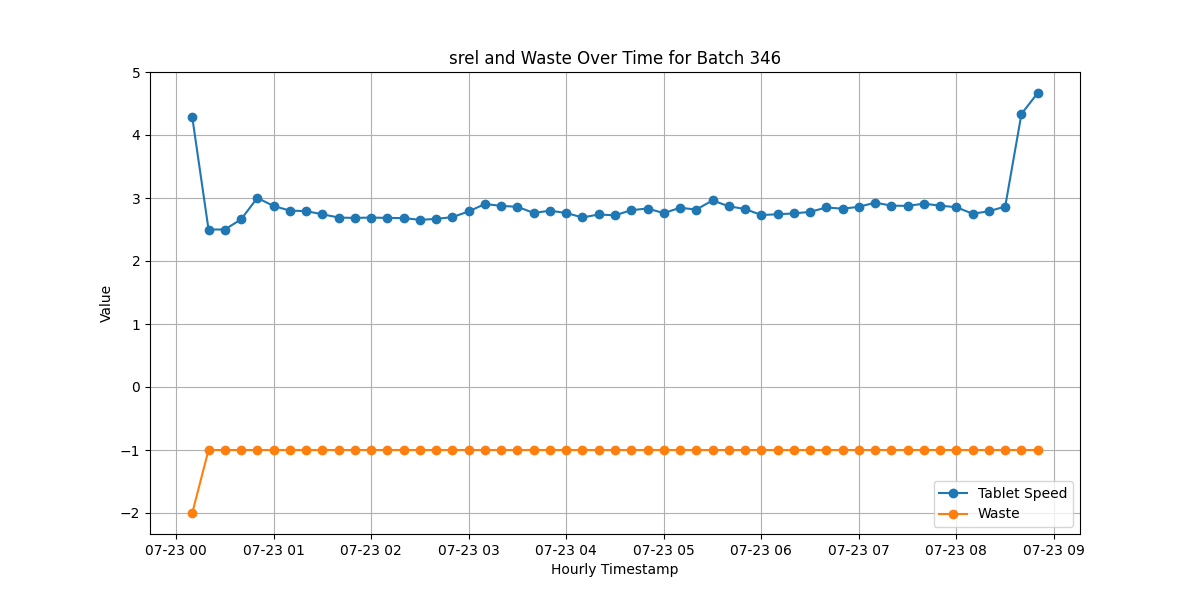 srel and Waste Over Time for Batch 346
5
4
3
2
1
0
−1
−2
Value
Tablet Speed
Waste
07-23 00 07-23 01 07-23 02 07-23 03 07-23 04 07-23 05 07-23 06 07-23 07 07-23 08 07-23 09
Hourly Timestamp